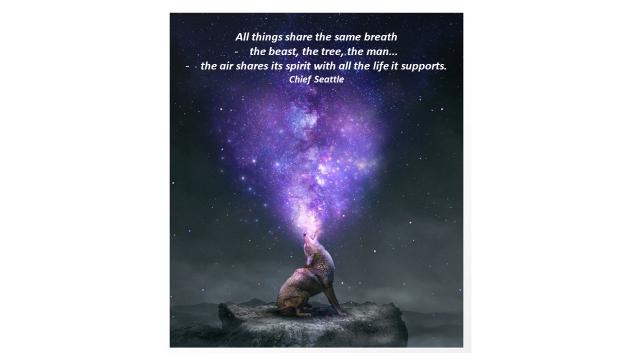 All things share the same breath
- the beast, the tree, the man...
- the air shares its spirit with all the life it supports.
Chief Seattle